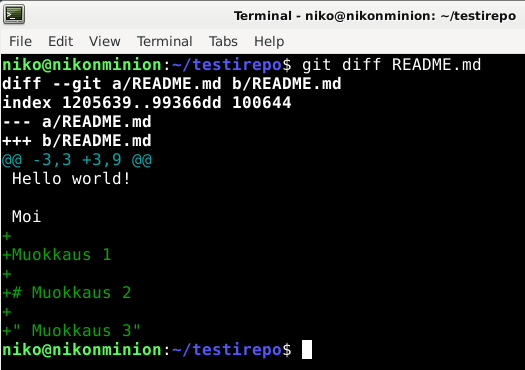 Terminal - niko@nikonminion: ~/testirepo
File Edit View Terminal Tabs Help
niko@nikonminion:~/testirepo$ git diff README.md
diff --git a/README.md b/README.md
index 1205639..99366dd 100644
--- a/README.md
+++ b/README.md
@@ -3,3 +3,9 @@
 Hello world!

 Moi
+
+Muokkaus 1
+
+# Muokkaus 2
+
+" Muokkaus 3"
niko@nikonminion:~/testirepo$